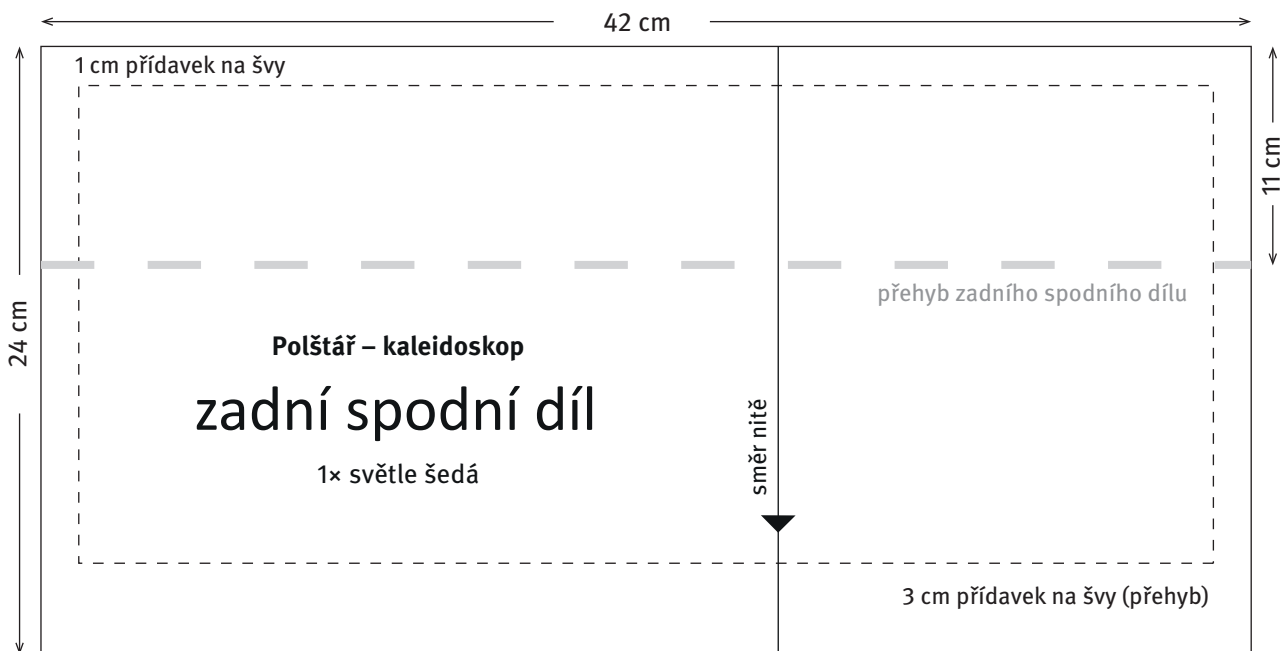 42 cm
1 cm přídavek na švy
11 cm
přehyb zadního spodního dílu
24 cm
Polštář – kaleidoskop
zadní spodní díl
směr nitě
1× světle šedá
3 cm přídavek na švy (přehyb)